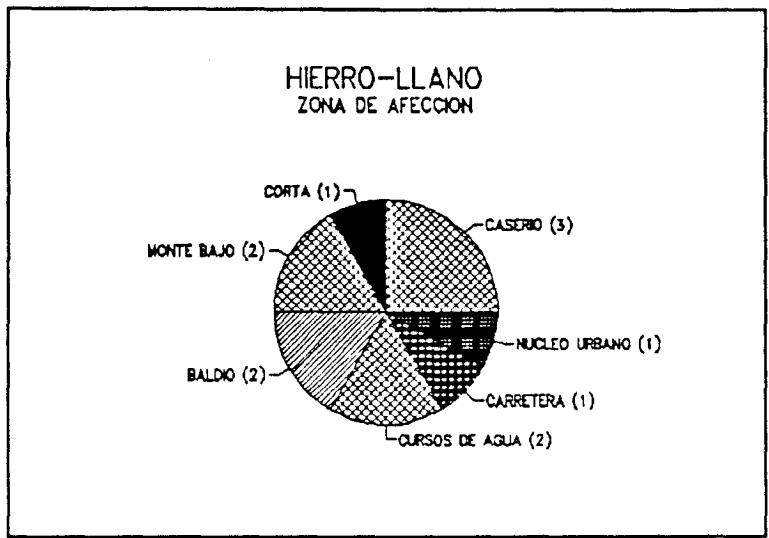 HIERRO-LLANO
ZONA DE AFECCION
CORTA (1)
CASERIO (3)
MONTE BAJO (2)
NUCLEO URBANO (1)
BALDIO (2)
CARRETERA (1)
CURSOS DE AGUA (2)